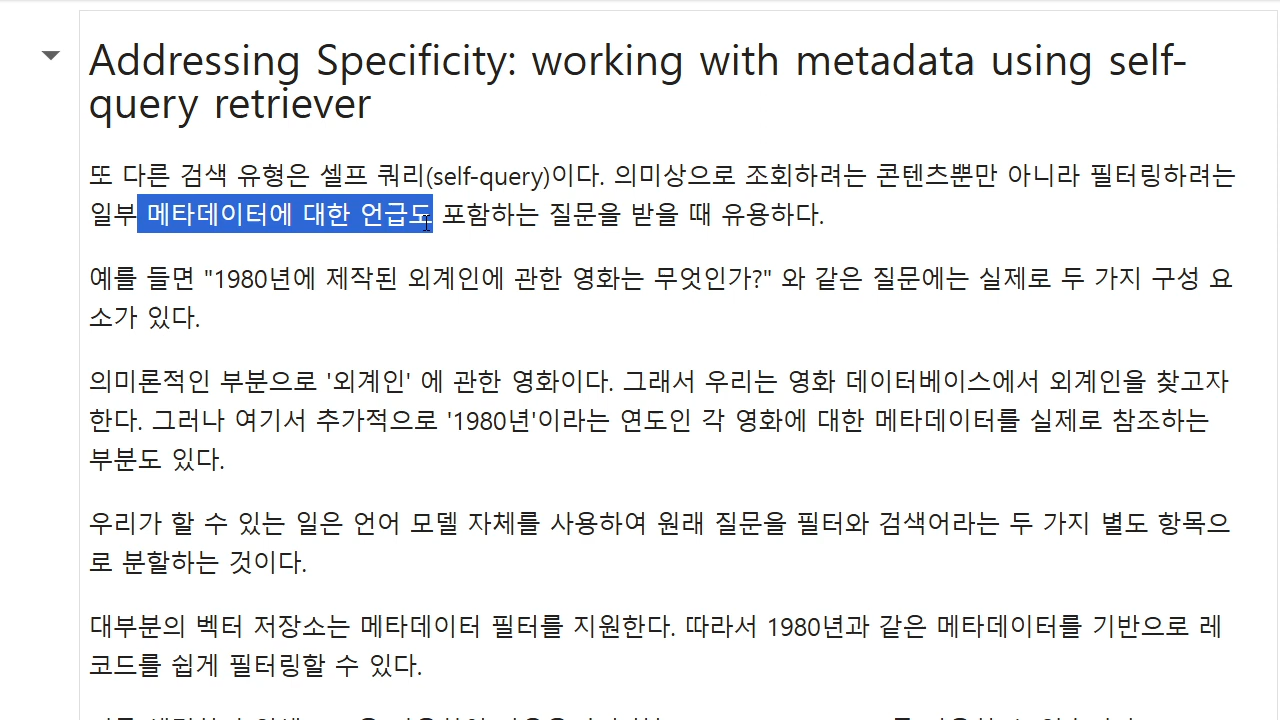 Addressing Specificity: working with metadata using self-
query retriever
또 다른 검색 유형은 셀프 쿼리(self-query)이다. 의미상으로 조회하려는 콘텐츠뿐만 아니라 필터링하려는
일부 메타데이터에 대한 언급도 포함하는 질문을 받을 때 유용하다.
예를 들면 "1980년에 제작된 외계인에 관한 영화는 무엇인가?" 와 같은 질문에는 실제로 두 가지 구성 요
소가 있다.
의미론적인 부분으로 '외계인' 에 관한 영화이다. 그래서 우리는 영화 데이터베이스에서 외계인을 찾고자
한다. 그러나 여기서 추가적으로 '1980년'이라는 연도인 각 영화에 대한 메타데이터를 실제로 참조하는
부분도 있다.
우리가 할 수 있는 일은 언어 모델 자체를 사용하여 원래 질문을 필터와 검색어라는 두 가지 별도 항목으
로 분할하는 것이다.
대부분의 벡터 저장소는 메타데이터 필터를 지원한다. 따라서 1980년과 같은 메타데이터를 기반으로 레
코드를 쉽게 필터링할 수 있다.